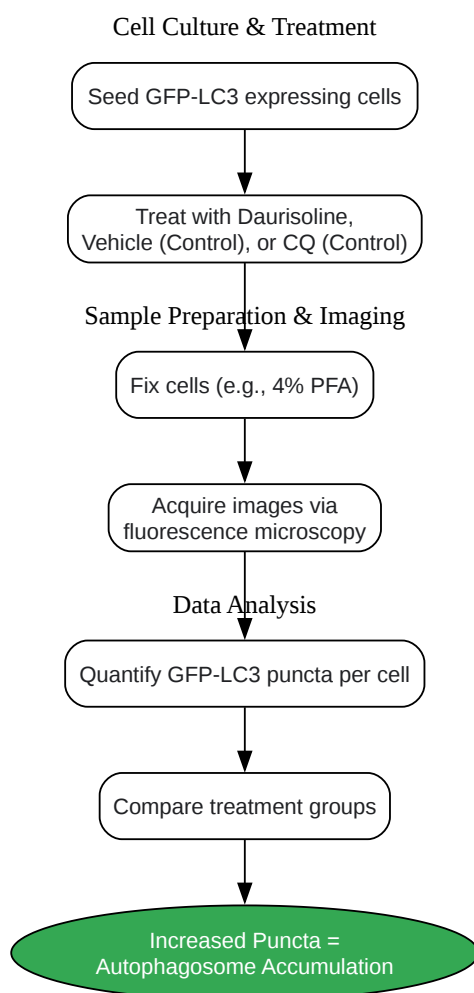 Cell Culture & Treatment
Seed GFP-LC3 expressing cells
Treat with Daurisoline,
Vehicle (Control), or CQ (Control)
Sample Preparation & Imaging
Fix cells (e.g., 4% PFA)
Acquire images via
fluorescence microscopy
Data Analysis
Quantify GFP-LC3 puncta per cell
Compare treatment groups
Increased Puncta =
Autophagosome Accumulation